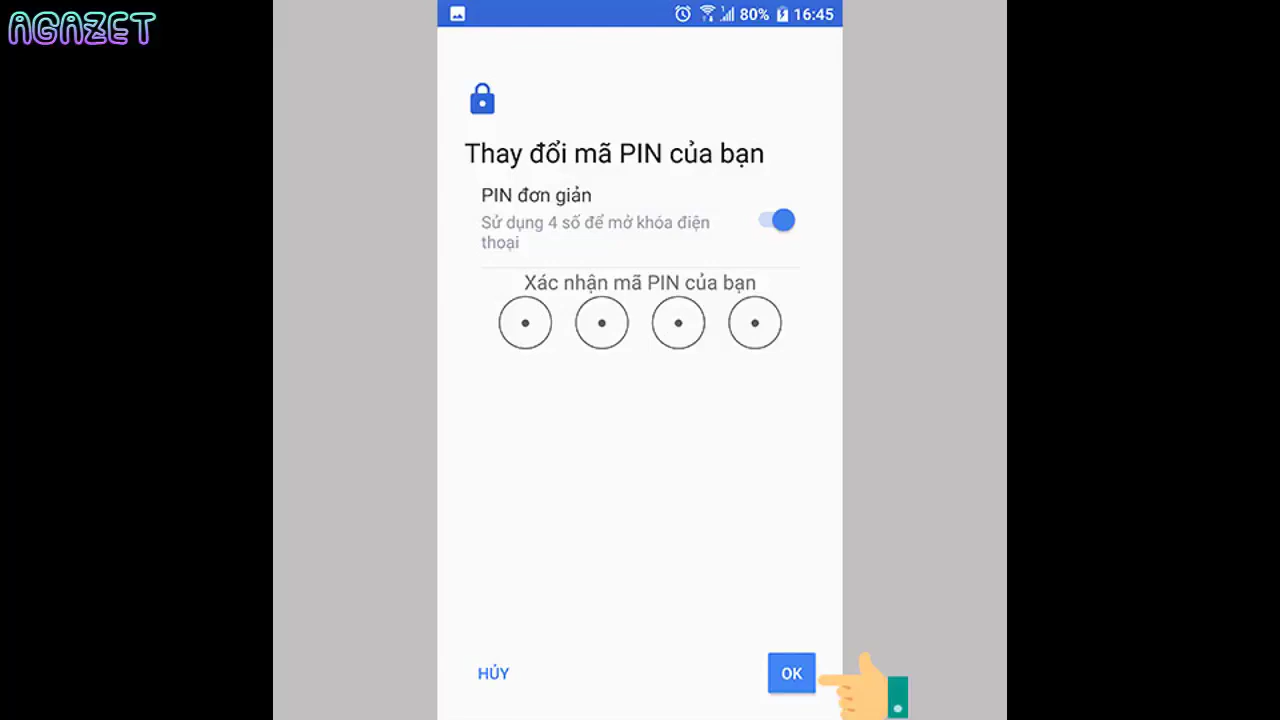 AGAZET
80% 16:45
Thay đổi mã PIN của bạn
PIN đơn giản
Sử dụng 4 số để mở khóa điện
thoại
Xác nhận mã PIN của bạn
HỦY
OK